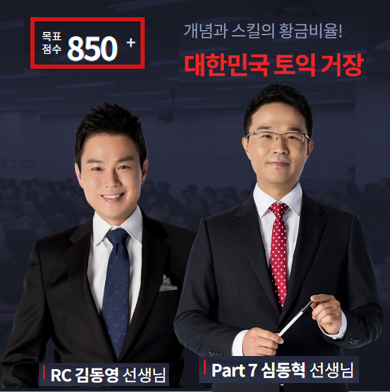 목표
점수 850 +
개념과 스킬의 황금비율!
대한민국 토익 거장
RC 김동영 선생님
Part 7 심동혁 선생님